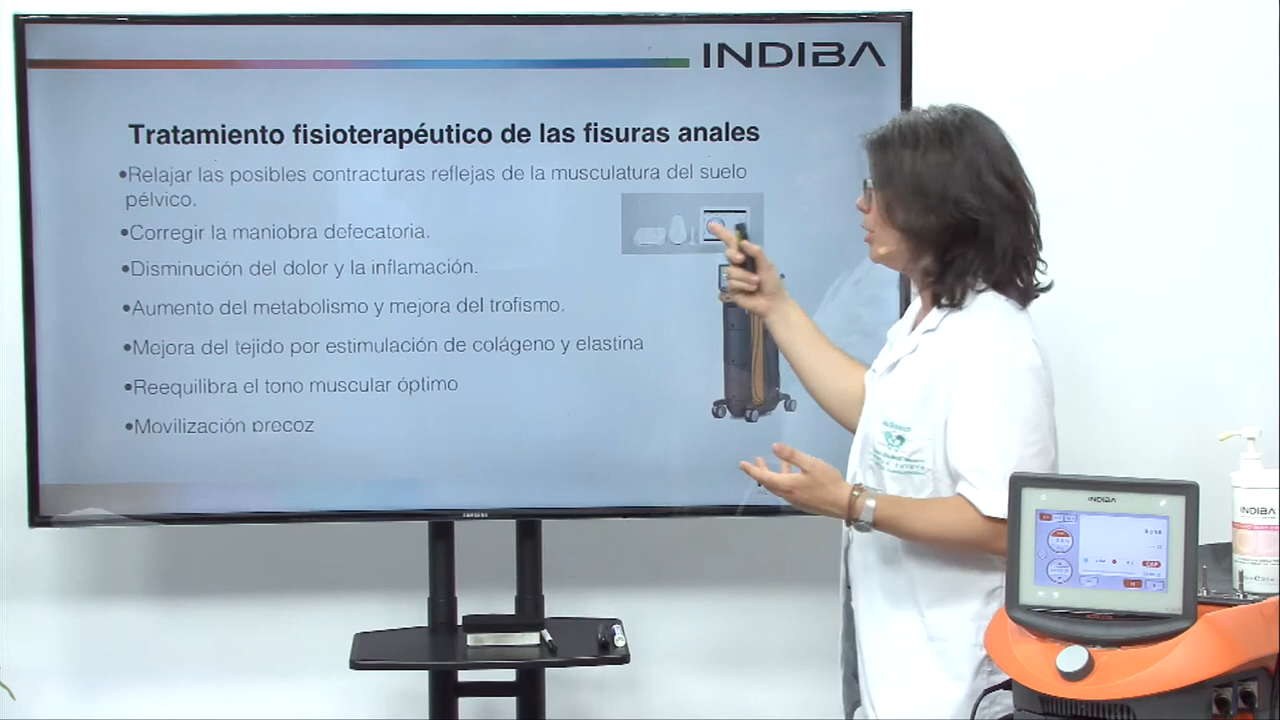 INDIBA
Tratamiento fisioterapéutico de las fisuras anales
•Relajar las posibles contracturas reflejas de la musculatura del suelo
pélvico.
•Corregir la maniobra defecatoria.
•Disminución del dolor y la inflamación.
•Aumento del metabolismo y mejora del trofismo.
•Mejora del tejido por estimulación de colágeno y elastina
•Reequilibra el tono muscular óptimo
•Movilización precoz
SAMSUNG
INDIBA
INDIBA